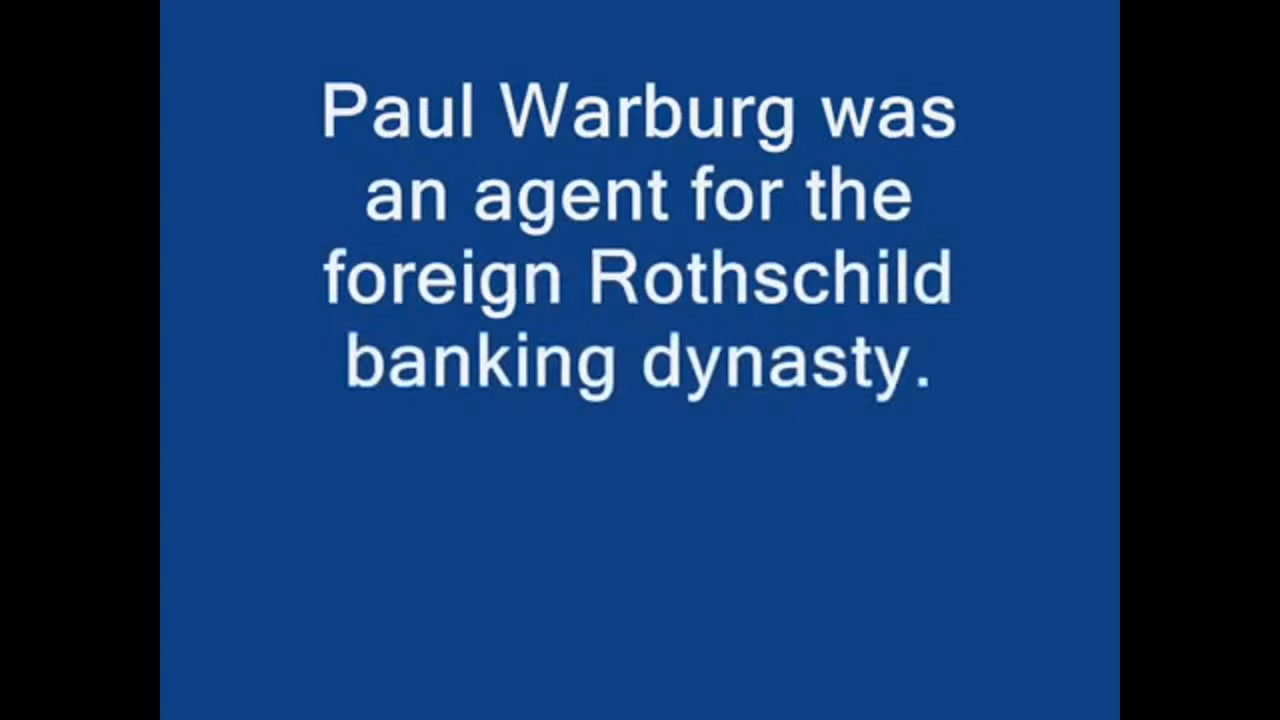 Paul Warburg was
an agent for the
foreign Rothschild
banking dynasty.